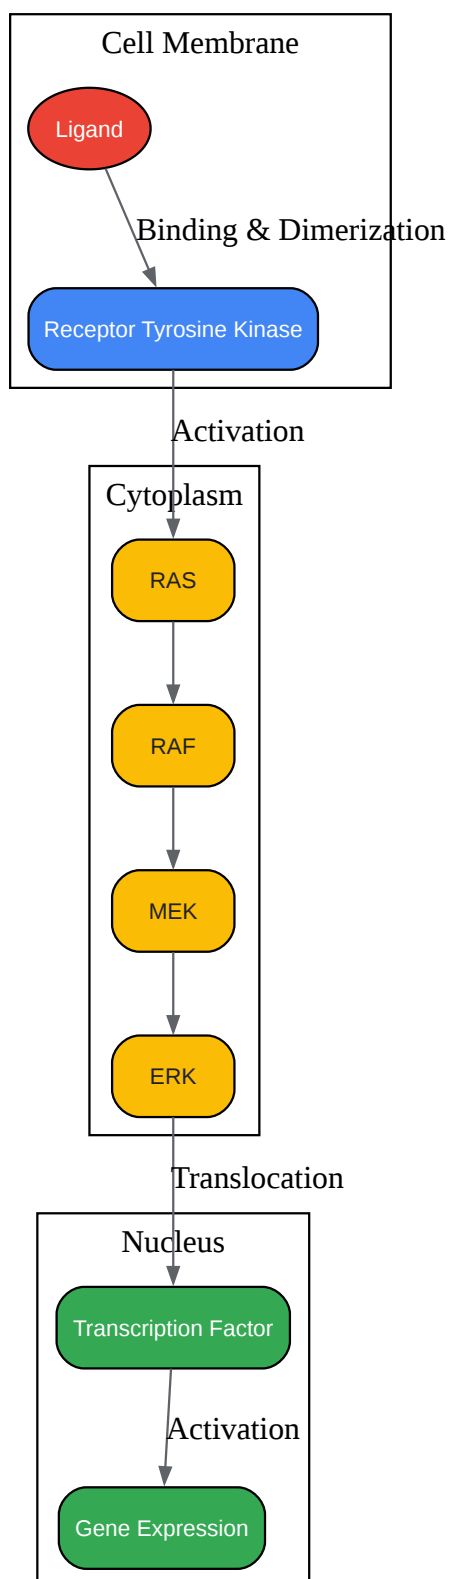 Cell Membrane
Ligand
Binding & Dimerization
Receptor Tyrosine Kinase
Activation
Cytoplasm
RAS
RAF
MEK
ERK
Translocation
Nucleus
Transcription Factor
Activation
Gene Expression